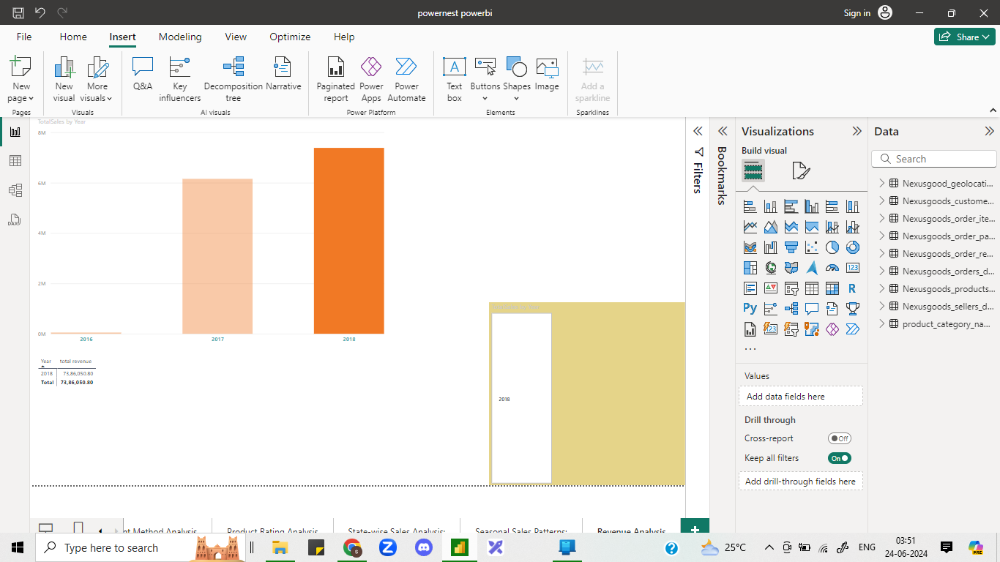 powernest powerbi
Sign in
File Home Insert Modeling View Optimize Help
Share
New page
New visual
More visuals
Q&A
Key influencers
Decomposition tree
Narrative
Paginated report
Power Apps
Power Automate
Text box
Buttons
Shapes
Image
Add a sparkline
Pages
Visuals
AI visuals
Power Platform
Elements
Sparklines
TotalSales by Year
8M
6M
4M
2M
0M
2016 2017 2018
Year total revenue
2018 73,86,050.80
Total 73,86,050.80
TotalSales by Year
2018
Filters
Bookmarks
Visualizations
Build visual
R
Py
123
...
Values
Add data fields here
Drill through
Cross-report Off
Keep all filters On
Add drill-through fields here
Data
Search
Nexusgood_geolocati...
Nexusgoods_custome...
Nexusgoods_order_ite...
Nexusgoods_order_pa...
Nexusgoods_order_re...
Nexusgoods_orders_d...
Nexusgoods_products...
Nexusgoods_sellers_d...
product_category_na...
DAX
nt Method Analysis
Product Rating Analysis
State-wise Sales Analysis:
Seasonal Sales Patterns:
Revenue Analysis
+
Type here to search
25°C
ENG
03:51
24-06-2024
PRE